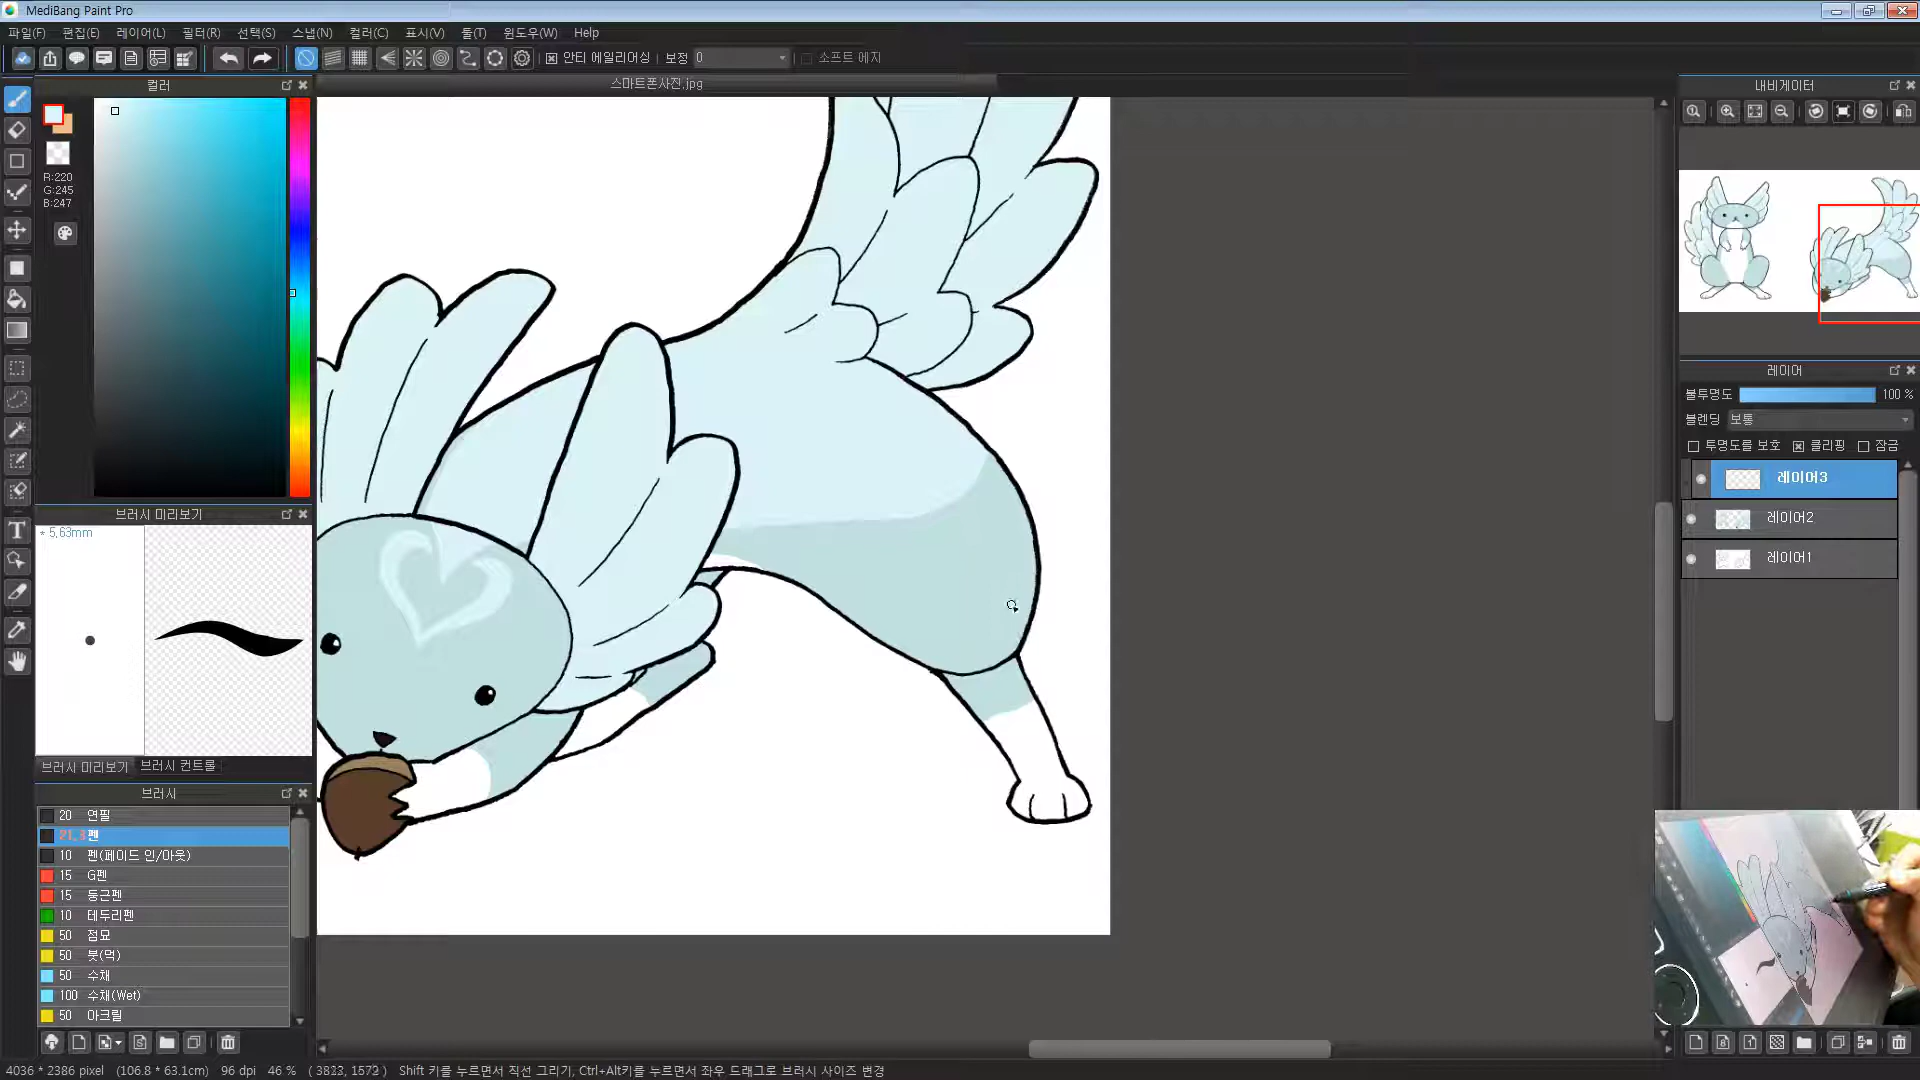 MediBang Paint Pro
파일(F) 편집(E) 레이어(L) 필터(R) 선택(S) 스냅(N) 컬러(C) 표시(V) 툴(T) 윈도우(W) Help
안티 에일리어싱 보정 0 소프트 에지
컬러
스마트폰사진.jpg
내비게이터
R:220
G:245
B:247
레이어
불투명도 100 %
블렌딩 보통
투명도를 보호 클리핑 잠금
레이어3
레이어2
레이어1
브러시 미리보기
* 5,63mm
브러시 미리보기 브러시 컨트롤
브러시
20 연필
펜
10 펜(페이드 인/아웃)
15 G펜
15 둥근펜
10 테두리펜
50 점묘
50 붓(먹)
50 수채
100 수채(Wet)
50 아크릴
4036 * 2386 pixel (106.8 * 63.1cm) 96 dpi 46 % ( 3823, 1572 ) Shift 키를 누르면서 직선 그리기, Ctrl+Alt키를 누르면서 좌우 드래그로 브러시 사이즈 변경